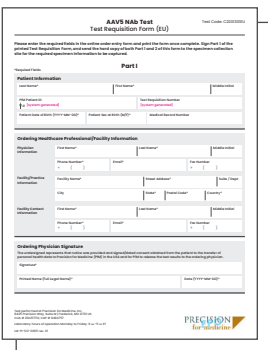 AAV5 NAb Test
Test Requisition Form (EU)
Please enter the required fields in the online order entry form and print the form once complete. Sign Part 1 of the
printed Test Requisition Form, and send the hard copy of both Part 1 and 2 of this form to the specimen collection
site for the required specimen information to be captured.
Part I
*Required Fields
Patient Information
Last Name* First Name* Middle Initial
PfM Patient ID Test Requisition Number
(system generated) (system generated)
Patient Date of Birth (YYYY-MM-DD)* Patient Sex at Birth (M/F)* Medical Record Number
Ordering Healthcare Professional/Facility Information
Physician Information First Name* Last Name* Middle Initial
Phone Number* Email* Fax Number
+ ( ) + ( )
Facility/Practice Information Facility Name* Street Address* Suite / Dept
City State* Postal Code* Country*
Facility Contact Information First Name* Last Name* Middle Initial
Phone Number* Email* Fax Number
+ ( ) + ( )
Ordering Physician Signature
Signature*
Printed Name (Full Legal Name)* Date (YYYY-MM-DD)*
PRECISION
for medicine